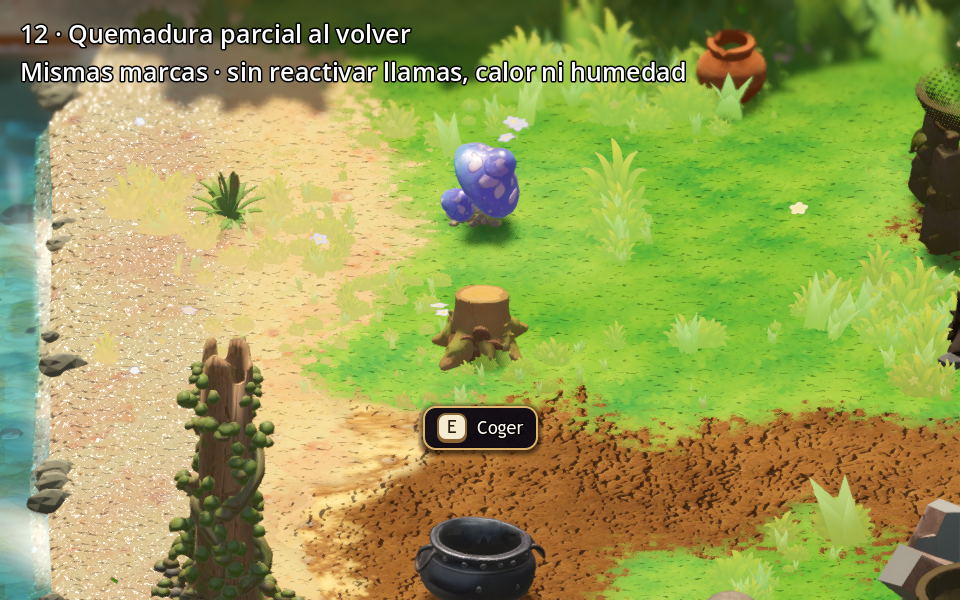 12 · Quemadura parcial al volver
Mismas marcas · sin reactivar llamas, calor ni humedad
E Coger